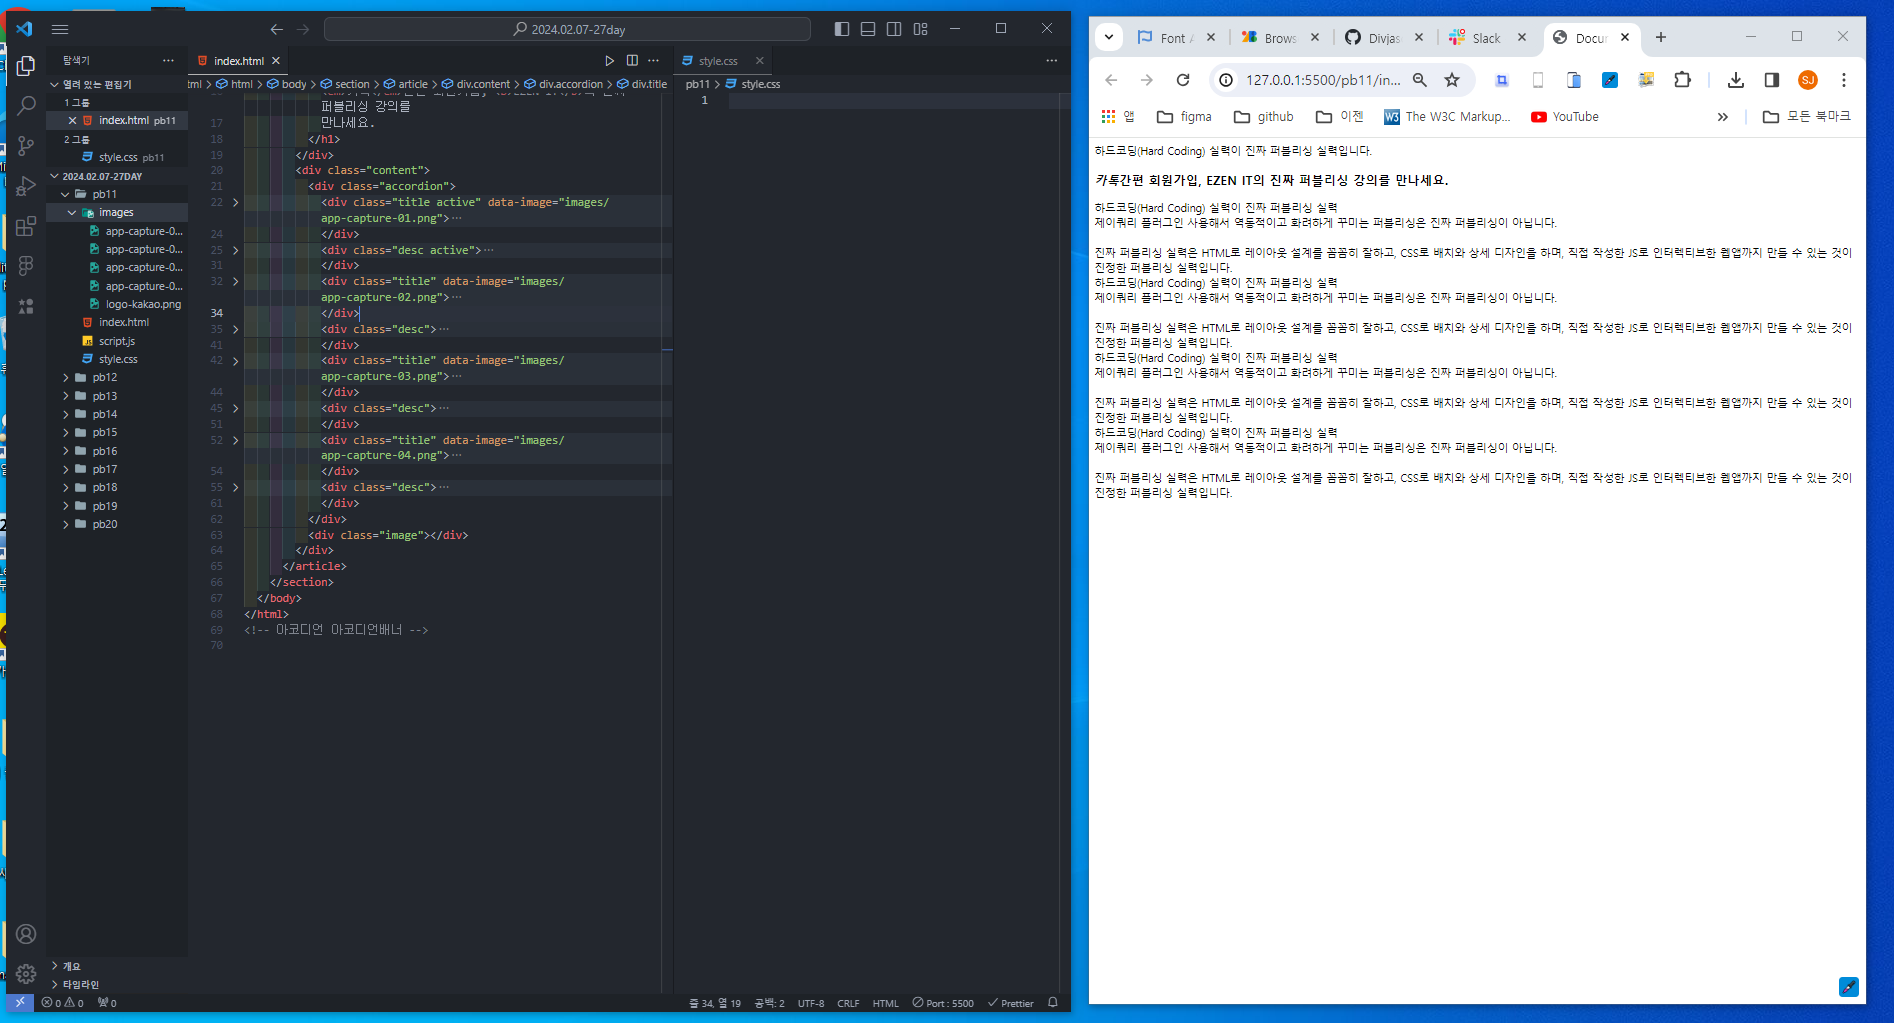 2024.02.07-27day
탐색기
열려 있는 편집기
1 그룹
index.html pb11
2 그룹
style.css pb11
2024.02.07-27DAY
pb11
images
app-capture-0...
app-capture-0...
app-capture-0...
app-capture-0...
logo-kakao.png
index.html
script.js
style.css
pb12
pb13
pb14
pb15
pb16
pb17
pb18
pb19
pb20
개요
타임라인
index.html
html > body > section > article > div.content > div.accordion > div.title
퍼블리싱 강의를
17 만나세요.
18 </h1>
19 </div>
20 <div class="content">
21 <div class="accordion">
22 <div class="title active" data-image="images/
app-capture-01.png">…
24 </div>
25 <div class="desc active">…
31 </div>
32 <div class="title" data-image="images/
app-capture-02.png">…
34 </div>
35 <div class="desc">…
41 </div>
42 <div class="title" data-image="images/
app-capture-03.png">…
44 </div>
45 <div class="desc">…
51 </div>
52 <div class="title" data-image="images/
app-capture-04.png">…
54 </div>
55 <div class="desc">…
61 </div>
62 </div>
63 <div class="image"></div>
64 </div>
65 </article>
66 </section>
67 </body>
68 </html>
69 <!-- 아코디언 아코디언배너 -->
70
style.css
pb11 > style.css
1
0 0 0
줄 34, 열 19 공백: 2 UTF-8 CRLF HTML Port : 5500 Prettier
Font Brows Divjas Slack Docu
127.0.0.1:5500/pb11/in...
SJ
앱 figma github 이젠 W3 The W3C Markup... YouTube » 모든 북마크
하드코딩(Hard Coding) 실력이 진짜 퍼블리싱 실력입니다.
카톡간편 회원가입, EZEN IT의 진짜 퍼블리싱 강의를 만나세요.
하드코딩(Hard Coding) 실력이 진짜 퍼블리싱 실력
제이쿼리 플러그인 사용해서 역동적이고 화려하게 꾸미는 퍼블리싱은 진짜 퍼블리싱이 아닙니다.
진짜 퍼블리싱 실력은 HTML로 레이아웃 설계를 꼼꼼히 잘하고, CSS로 배치와 상세 디자인을 하며, 직접 작성한 JS로 인터렉티브한 웹앱까지 만들 수 있는 것이
진정한 퍼블리싱 실력입니다.
하드코딩(Hard Coding) 실력이 진짜 퍼블리싱 실력
제이쿼리 플러그인 사용해서 역동적이고 화려하게 꾸미는 퍼블리싱은 진짜 퍼블리싱이 아닙니다.
진짜 퍼블리싱 실력은 HTML로 레이아웃 설계를 꼼꼼히 잘하고, CSS로 배치와 상세 디자인을 하며, 직접 작성한 JS로 인터렉티브한 웹앱까지 만들 수 있는 것이
진정한 퍼블리싱 실력입니다.
하드코딩(Hard Coding) 실력이 진짜 퍼블리싱 실력
제이쿼리 플러그인 사용해서 역동적이고 화려하게 꾸미는 퍼블리싱은 진짜 퍼블리싱이 아닙니다.
진짜 퍼블리싱 실력은 HTML로 레이아웃 설계를 꼼꼼히 잘하고, CSS로 배치와 상세 디자인을 하며, 직접 작성한 JS로 인터렉티브한 웹앱까지 만들 수 있는 것이
진정한 퍼블리싱 실력입니다.
하드코딩(Hard Coding) 실력이 진짜 퍼블리싱 실력
제이쿼리 플러그인 사용해서 역동적이고 화려하게 꾸미는 퍼블리싱은 진짜 퍼블리싱이 아닙니다.
진짜 퍼블리싱 실력은 HTML로 레이아웃 설계를 꼼꼼히 잘하고, CSS로 배치와 상세 디자인을 하며, 직접 작성한 JS로 인터렉티브한 웹앱까지 만들 수 있는 것이
진정한 퍼블리싱 실력입니다.